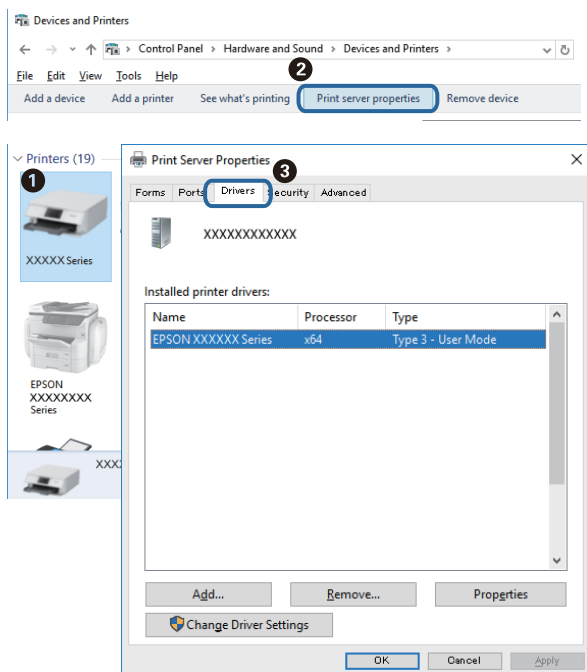 Devices and Printers
Control Panel > Hardware and Sound > Devices and Printers >
File Edit View Tools Help
2
Add a device Add a printer See what's printing Print server properties Remove device
Printers (19)
1
XXXXX Series
EPSON
XXXXXXXX
Series
XXX
Print Server Properties
3
Forms Ports Drivers Security Advanced
XXXXXXXXXXXX
Installed printer drivers:
Name Processor Type
EPSON XXXXXX Series x64 Type 3 - User Mode
Add... Remove... Properties
Change Driver Settings
OK Cancel Apply